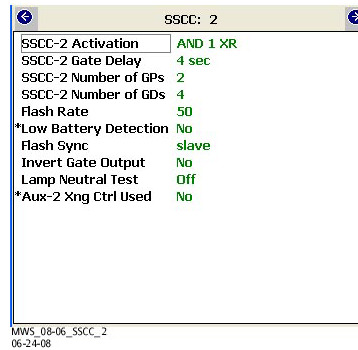 SSCC: 2
SSCC-2 Activation AND 1 XR
SSCC-2 Gate Delay 4 sec
SSCC-2 Number of GPs 2
SSCC-2 Number of GDs 4
Flash Rate 50
*Low Battery Detection No
Flash Sync slave
Invert Gate Output No
Lamp Neutral Test Off
*Aux-2 Xng Ctrl Used No
MWS_08-06_SSCC_2
06-24-08